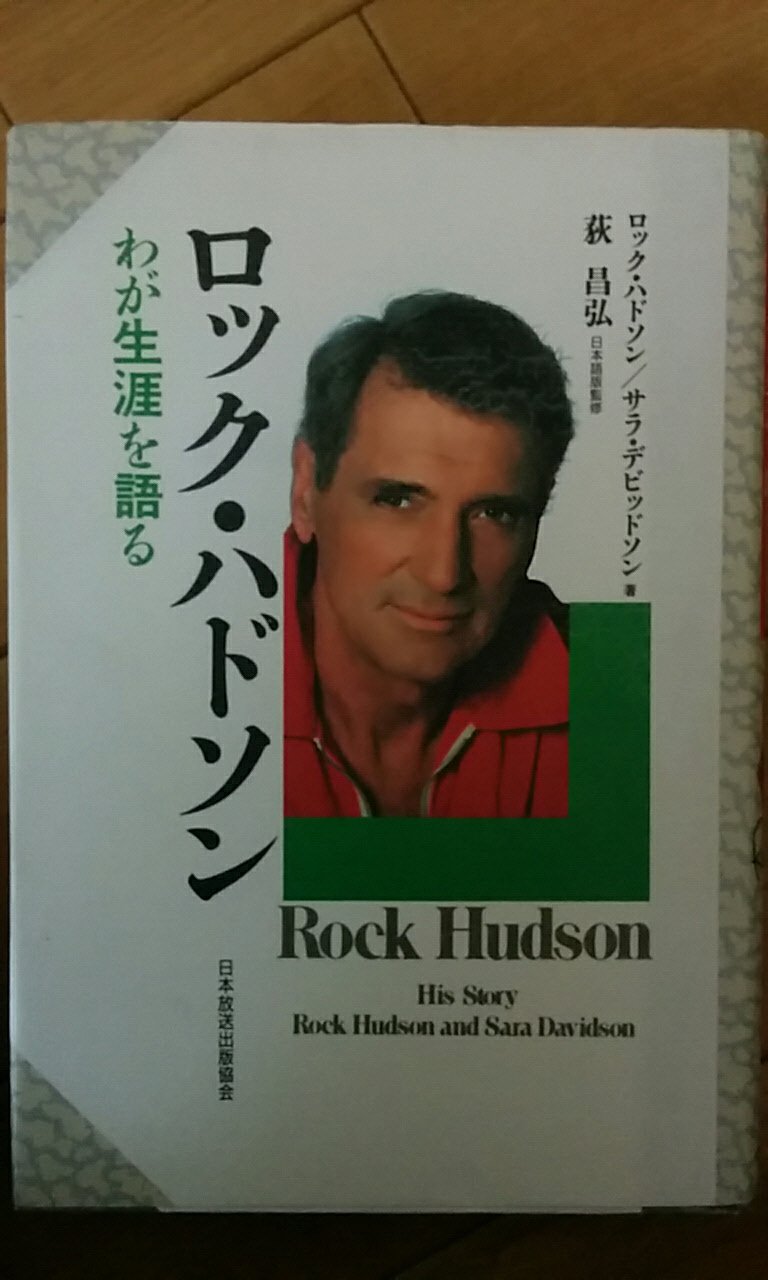 ロック・ハドソン／サラ・デビッドソン 著
荻 昌弘 日本語版監修
ロック・ハドソン
わが生涯を語る
Rock Hudson
His Story
Rock Hudson and Sara Davidson
日本放送出版協会